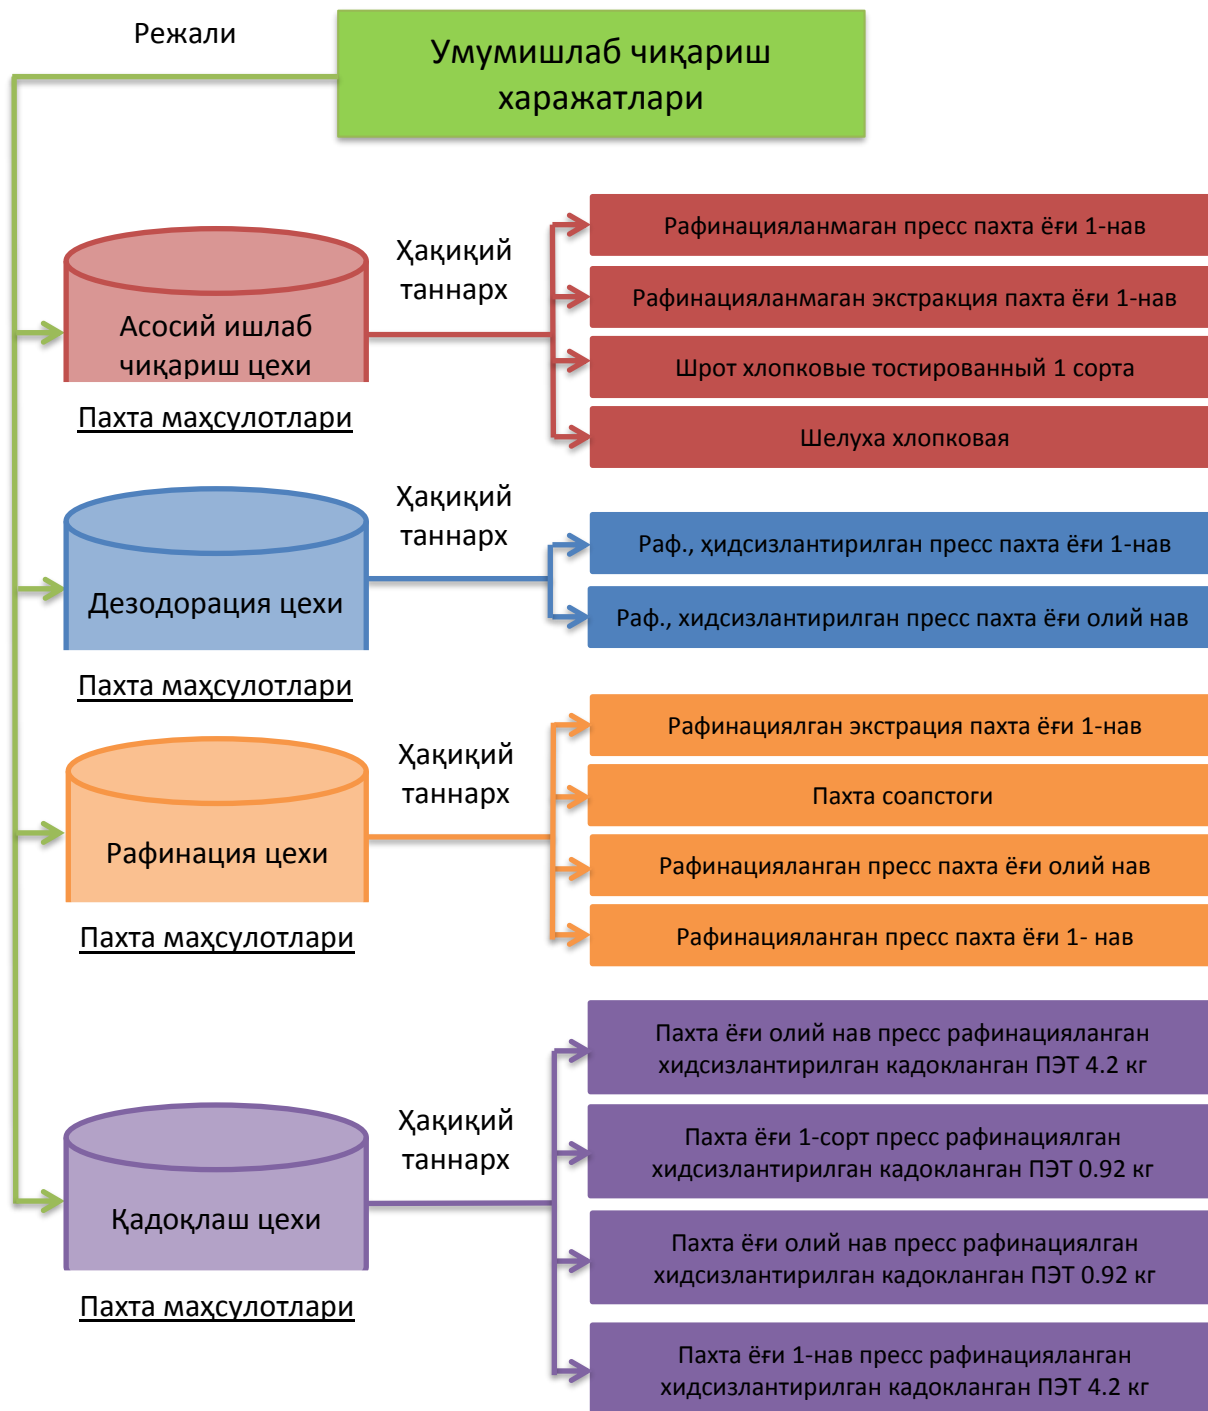 Режали
Умумишлаб чиқариш
харажатлари
Асосий ишлаб
чиқариш цехи
Пахта маҳсулотлари
Ҳақиқий
таннарх
Рафинацияланмаган пресс пахта ёғи 1-нав
Рафинацияланмаган экстракция пахта ёғи 1-нав
Шрот хлопковые тостированный 1 сорта
Шелуха хлопковая
Дезодорация цехи
Пахта маҳсулотлари
Ҳақиқий
таннарх
Раф., ҳидсизлантирилган пресс пахта ёғи 1-нав
Раф., хидсизлантирилган пресс пахта ёғи олий нав
Рафинация цехи
Пахта маҳсулотлари
Ҳақиқий
таннарх
Рафинациялган экстрация пахта ёғи 1-нав
Пахта соапстоги
Рафинацияланган пресс пахта ёғи олий нав
Рафинацияланган пресс пахта ёғи 1- нав
Қадоқлаш цехи
Пахта маҳсулотлари
Ҳақиқий
таннарх
Пахта ёғи олий нав пресс рафинацияланган
хидсизлантирилган кадокланган ПЭТ 4.2 кг
Пахта ёғи 1-сорт пресс рафинациялган
хидсизлантирилган кадокланган ПЭТ 0.92 кг
Пахта ёғи олий нав пресс рафинациялган
хидсизлантирилган кадокланган ПЭТ 0.92 кг
Пахта ёғи 1-нав пресс рафинацияланган
хидсизлантирилган кадокланган ПЭТ 4.2 кг